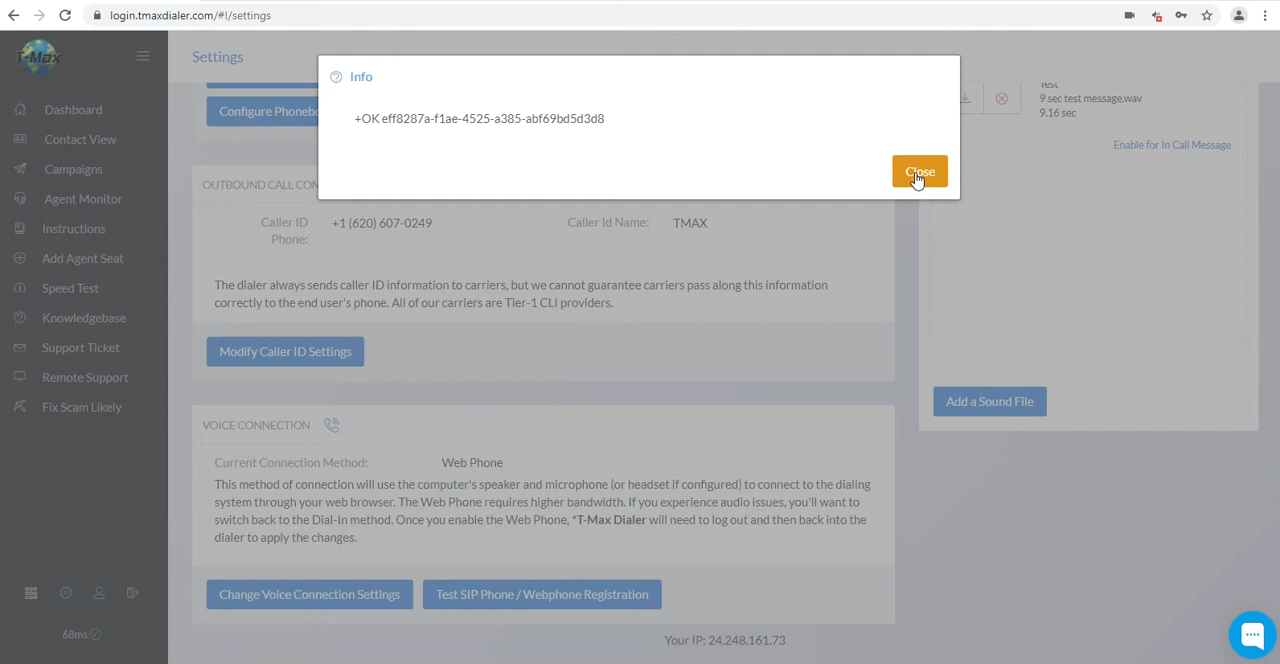 login.tmaxdialer.com/#!/settings
T-Max
Settings
Dashboard
Contact View
Campaigns
Agent Monitor
Instructions
Add Agent Seat
Speed Test
Knowledgebase
Support Ticket
Remote Support
Fix Scam Likely
68ms
Info
+OK eff8287a-f1ae-4525-a385-abf69bd5d3d8
Close
Configure Phonebo
OUTBOUND CALL CON
Caller ID Phone:
+1 (620) 607-0249
Caller Id Name:
TMAX
The dialer always sends caller ID information to carriers, but we cannot guarantee carriers pass along this information
correctly to the end user's phone. All of our carriers are Tier-1 CLI providers.
Modify Caller ID Settings
VOICE CONNECTION
Current Connection Method:
Web Phone
This method of connection will use the computer's speaker and microphone (or headset if configured) to connect to the dialing
system through your web browser. The Web Phone requires higher bandwidth. If you experience audio issues, you'll want to
switch back to the Dial-In method. Once you enable the Web Phone, *T-Max Dialer will need to log out and then back into the
dialer to apply the changes.
Change Voice Connection Settings
Test SIP Phone / Webphone Registration
Your IP: 24.248.161.73
Test
9 sec test message.wav
9.16 sec
Enable for In Call Message
Add a Sound File